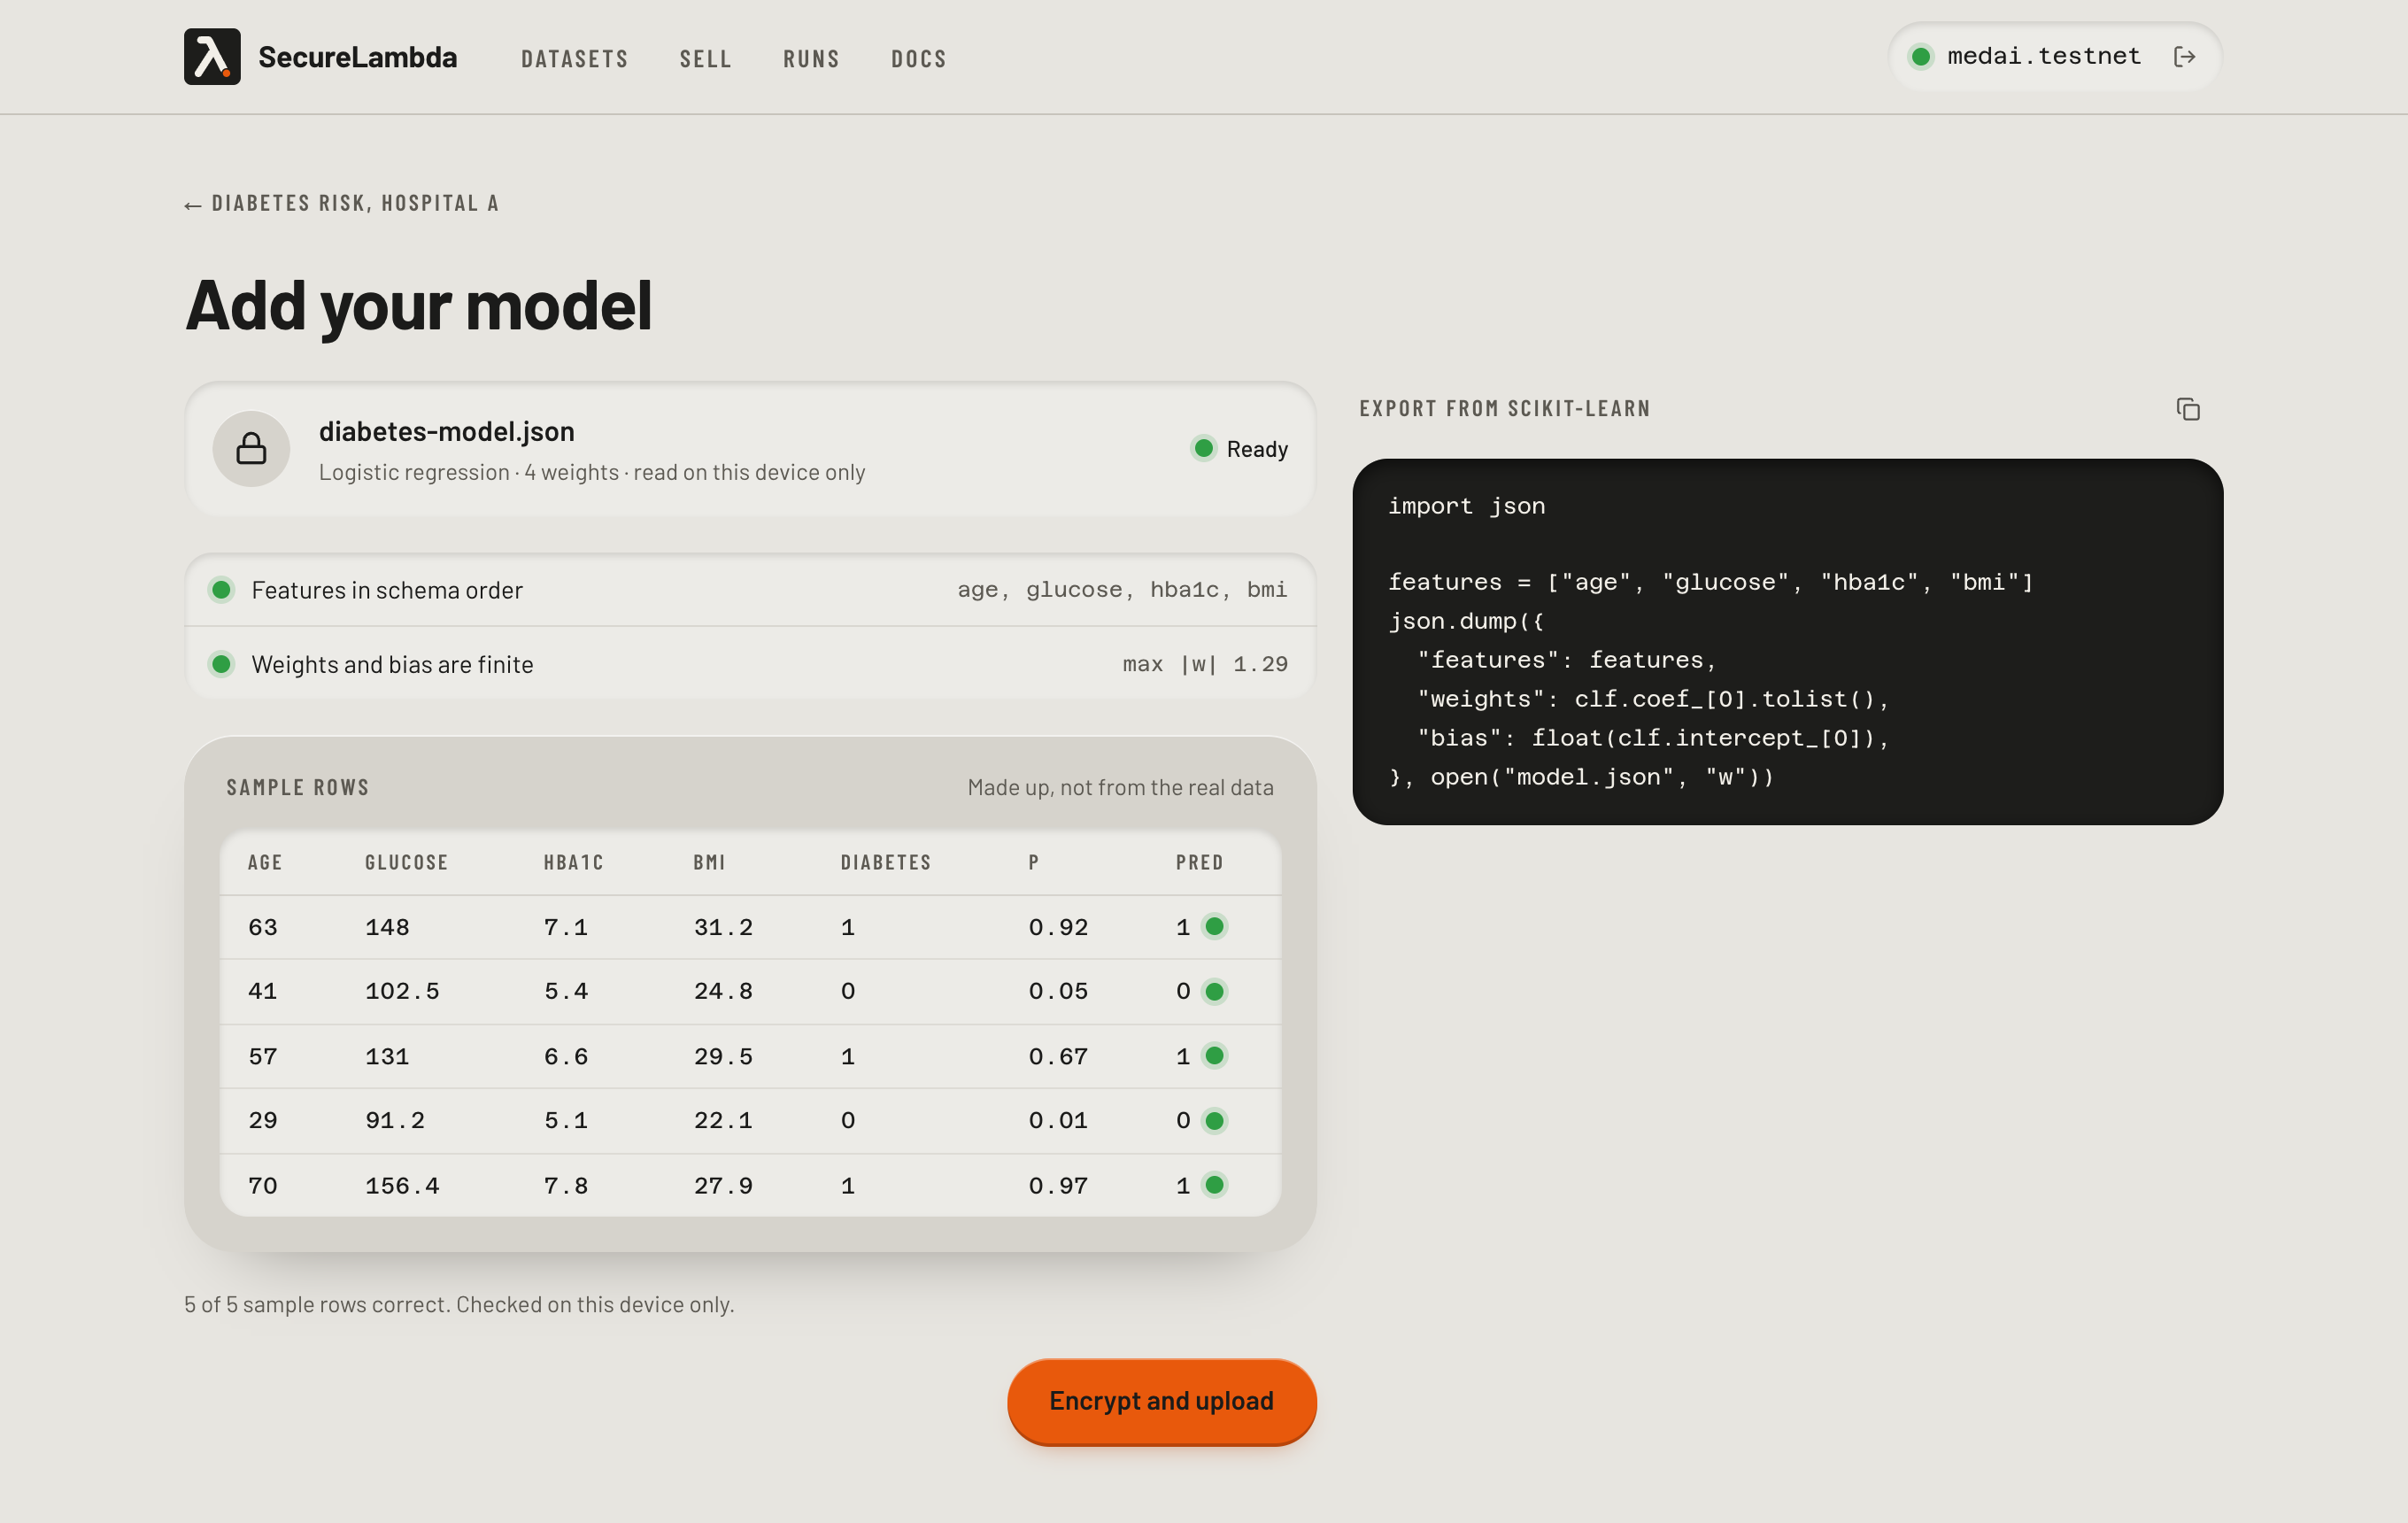 SecureLambda DATASETS SELL RUNS DOCS medai.testnet
← DIABETES RISK, HOSPITAL A
Add your model
diabetes-model.json
Logistic regression · 4 weights · read on this device only
Ready
Features in schema order age, glucose, hba1c, bmi
Weights and bias are finite max |w| 1.29
SAMPLE ROWS Made up, not from the real data
AGE GLUCOSE HBA1C BMI DIABETES P PRED
63 148 7.1 31.2 1 0.92 1
41 102.5 5.4 24.8 0 0.05 0
57 131 6.6 29.5 1 0.67 1
29 91.2 5.1 22.1 0 0.01 0
70 156.4 7.8 27.9 1 0.97 1
5 of 5 sample rows correct. Checked on this device only.
Encrypt and upload
EXPORT FROM SCIKIT-LEARN
import json
features = ["age", "glucose", "hba1c", "bmi"]
json.dump({
  "features": features,
  "weights": clf.coef_[0].tolist(),
  "bias": float(clf.intercept_[0]),
}, open("model.json", "w"))